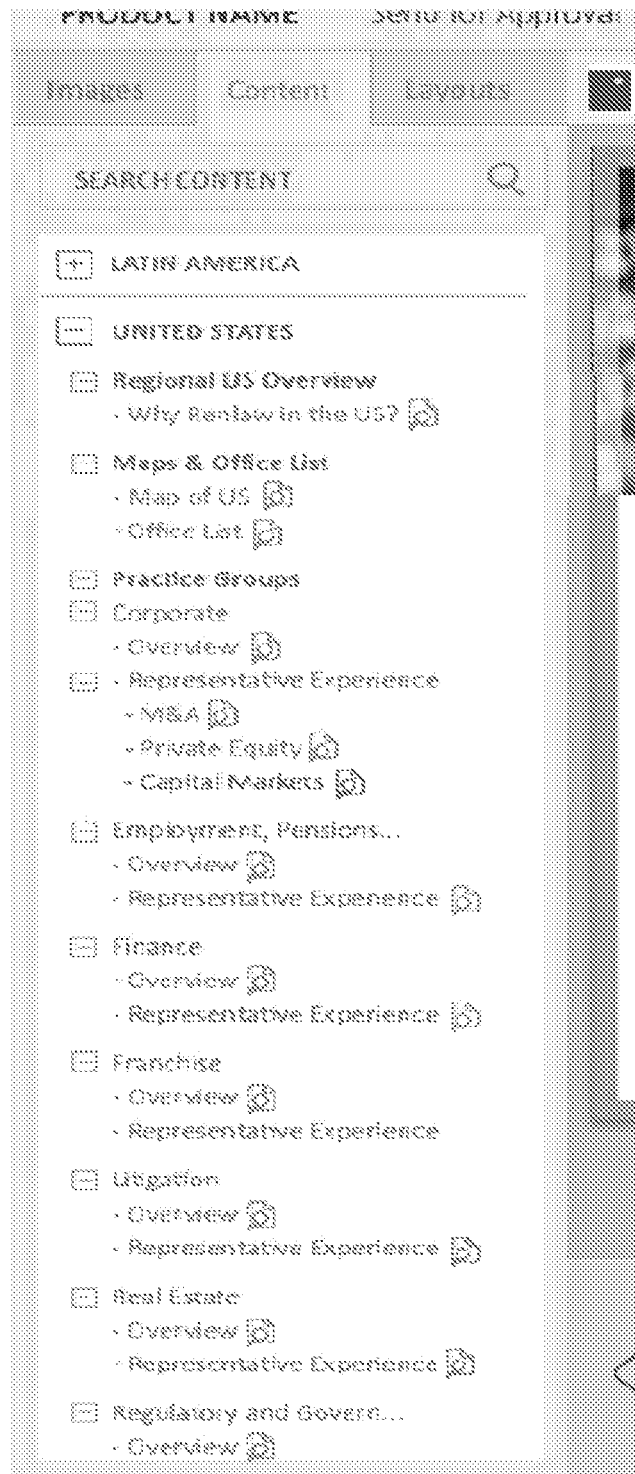 PRODUCT NAME Send for Approval
Images Content Layouts
SEARCH CONTENT
+ LATIN AMERICA
- UNITED STATES
- Regional US Overview
- Why Renlaw in the US?
- Maps & Office List
- Map of US
- Office List
- Practice Groups
- Corporate
- Overview
- - Representative Experience
- M&A
- Private Equity
- Capital Markets
- Employment, Pensions...
- Overview
- Representative Experience
- Finance
- Overview
- Representative Experience
- Franchise
- Overview
- Representative Experience
- Litigation
- Overview
- Representative Experience
- Real Estate
- Overview
- Representative Experience
- Regulatory and Govern...
- Overview